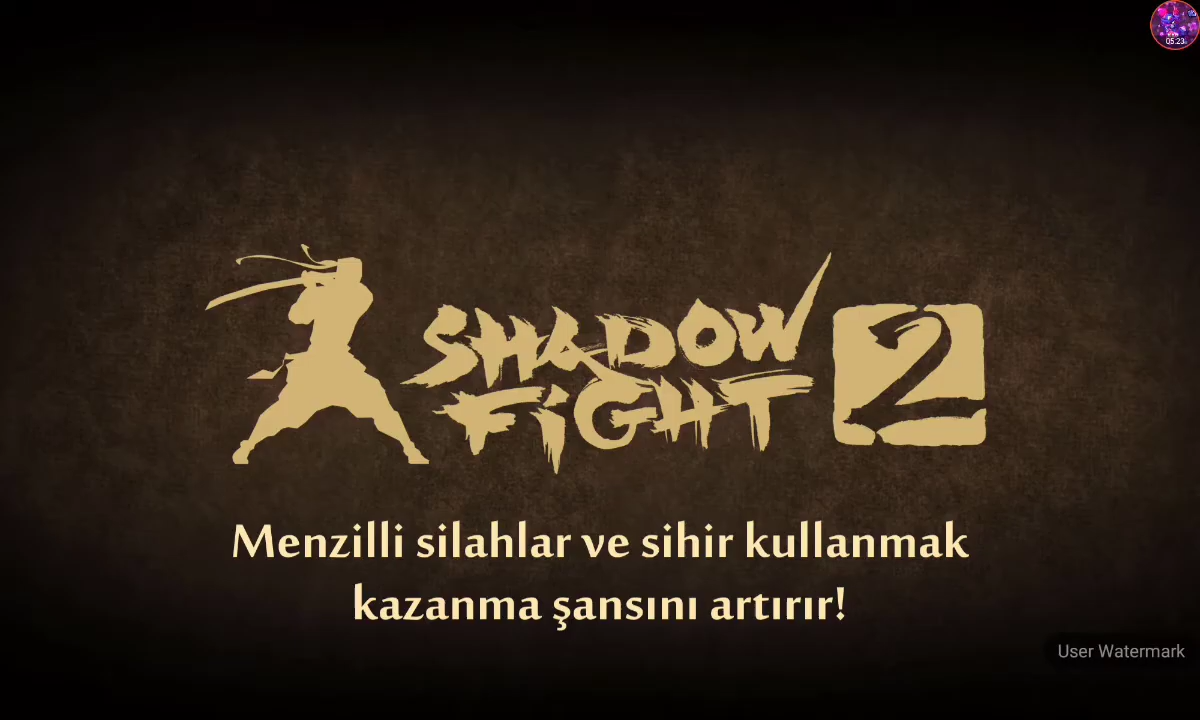 05:23
SHADOW
FiGHT 2
Menzilli silahlar ve sihir kullanmak
kazanma şansını artırır!
User Watermark